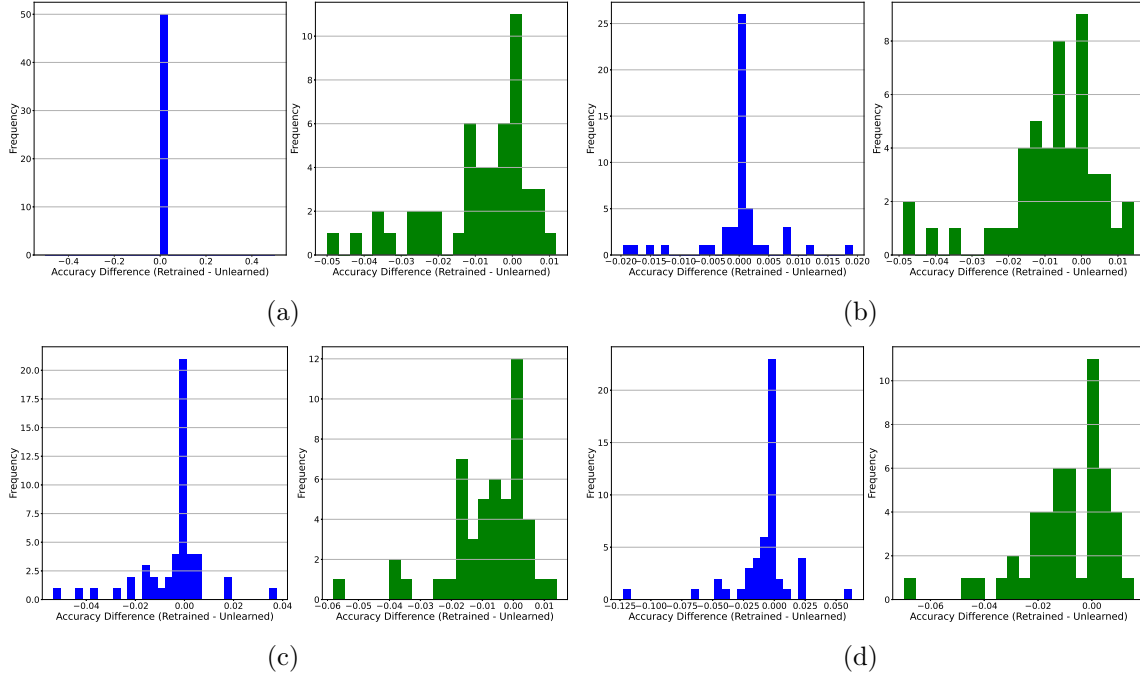 50
40
30
20
10
0
Frequency
−0.4 −0.2 0.0 0.2 0.4
Accuracy Difference (Retrained - Unlearned)
10
8
6
4
2
0
Frequency
−0.05 −0.04 −0.03 −0.02 −0.01 0.00 0.01
Accuracy Difference (Retrained - Unlearned)
(a)
25
20
15
10
5
0
Frequency
−0.020 −0.015 −0.010 −0.005 0.000 0.005 0.010 0.015 0.020
Accuracy Difference (Retrained - Unlearned)
8
6
4
2
0
Frequency
−0.05 −0.04 −0.03 −0.02 −0.01 0.00 0.01
Accuracy Difference (Retrained - Unlearned)
(b)
20.0
17.5
15.0
12.5
10.0
7.5
5.0
2.5
0.0
Frequency
−0.04 −0.02 0.00 0.02 0.04
Accuracy Difference (Retrained - Unlearned)
12
10
8
6
4
2
0
Frequency
−0.06 −0.05 −0.04 −0.03 −0.02 −0.01 0.00 0.01
Accuracy Difference (Retrained - Unlearned)
(c)
20
15
10
5
0
Frequency
−0.125 −0.100 −0.075 −0.050 −0.025 0.000 0.025 0.050
Accuracy Difference (Retrained - Unlearned)
10
8
6
4
2
0
Frequency
−0.06 −0.04 −0.02 0.00
Accuracy Difference (Retrained - Unlearned)
(d)